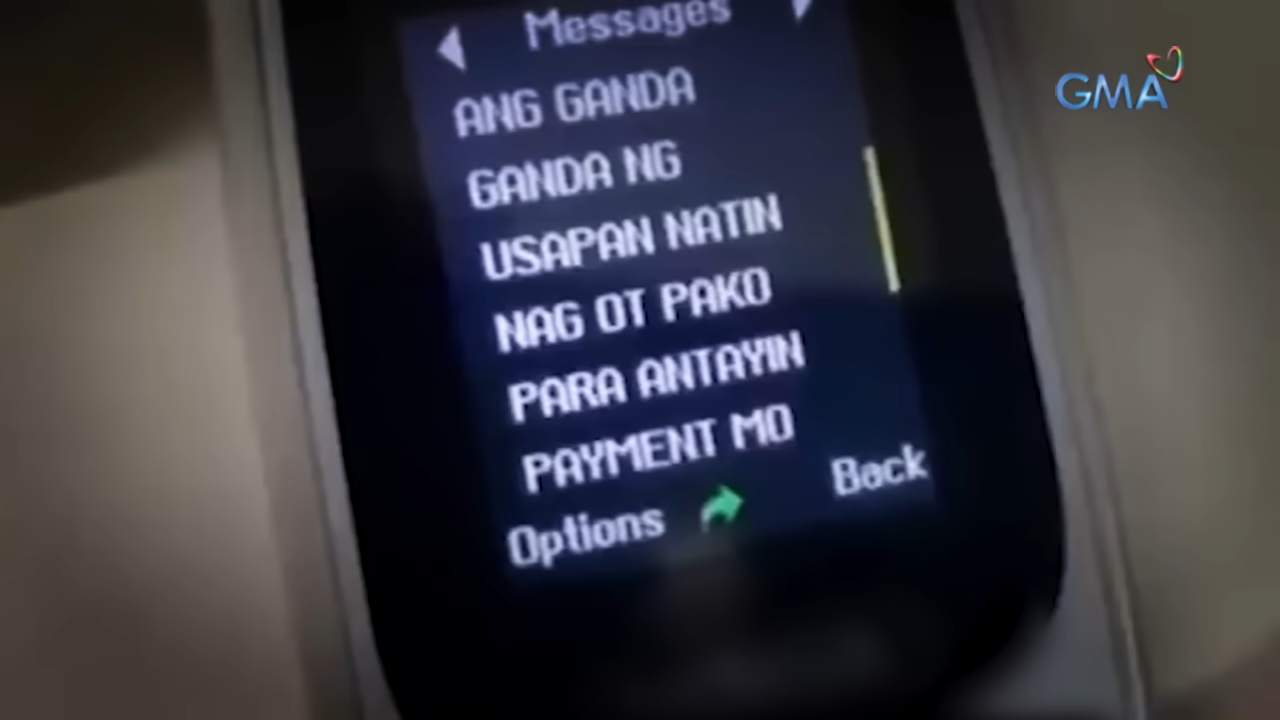 Messages
GMA
ANG GANDA
GANDA NG
USAPAN NATIN
NAG OT PAKO
PARA ANTAYIN
PAYMENT MO
Options
Back